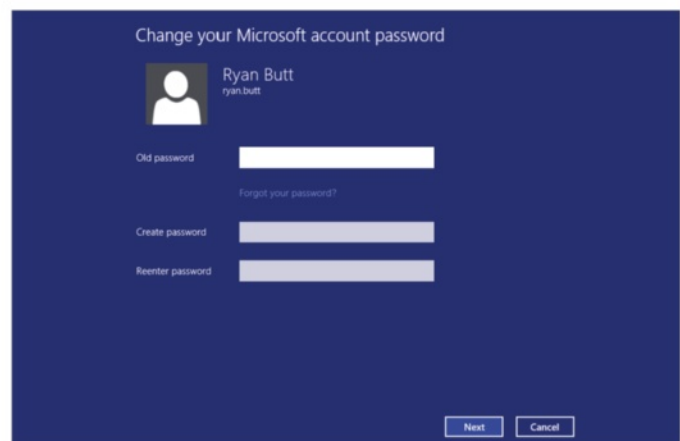 Change your Microsoft account password
Ryan Butt
ryan.butt
Old password
Forgot your password?
Create password
Reenter password
Next Cancel